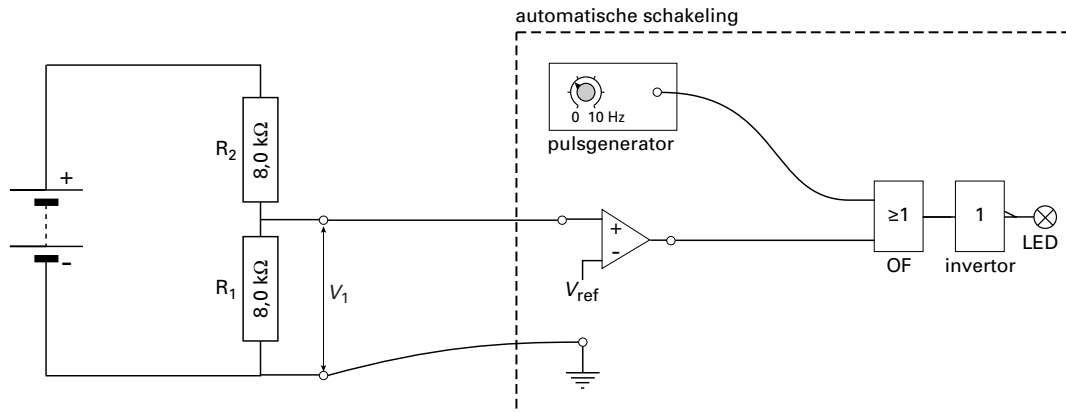 automatische schakeling
0 10 Hz
pulsgenerator
+
R2
8,0 kΩ
-
R1
8,0 kΩ
V1
+
-
Vref
≥1
OF
1
invertor
LED